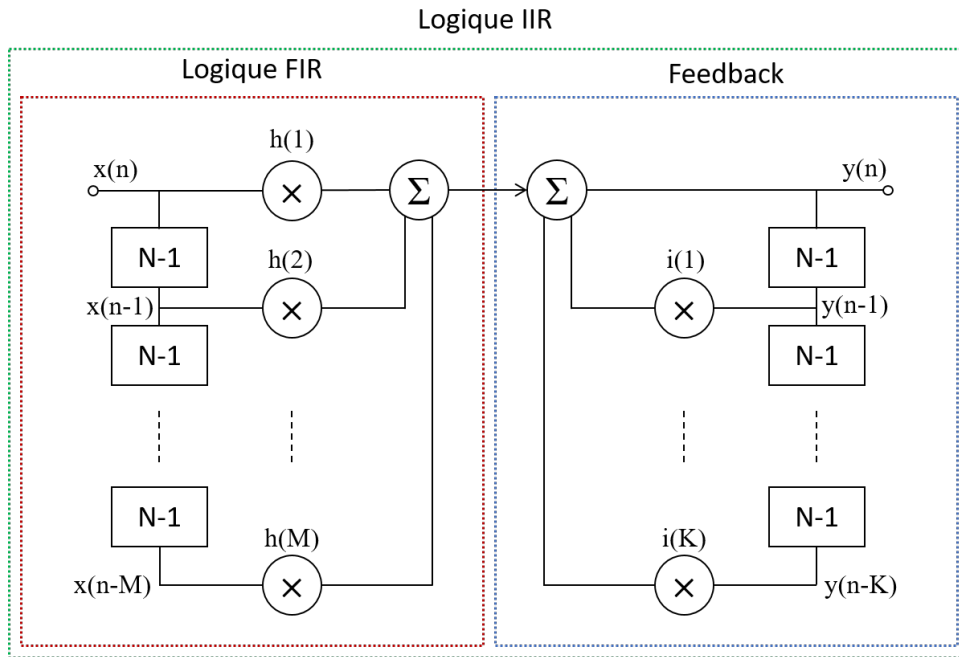 Logique IIR
Logique FIR
Feedback
h(1)
x(n)
y(n)
×
Σ
Σ
N-1
h(2)
i(1)
N-1
x(n-1)
×
×
y(n-1)
N-1
N-1
N-1
h(M)
i(K)
N-1
x(n-M)
×
×
y(n-K)